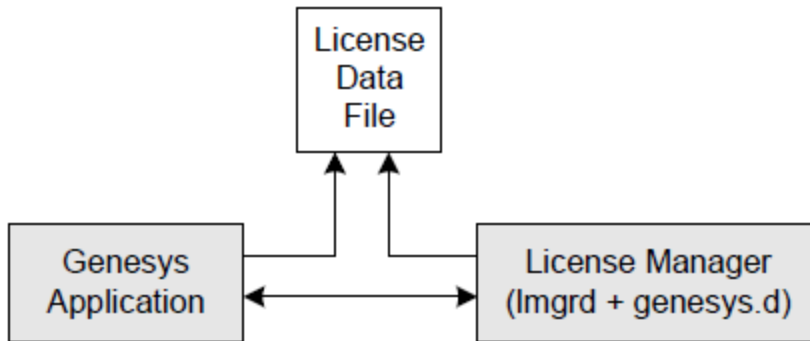 License
Data
File
Genesys
Application
License Manager
(lmgrd + genesys.d)